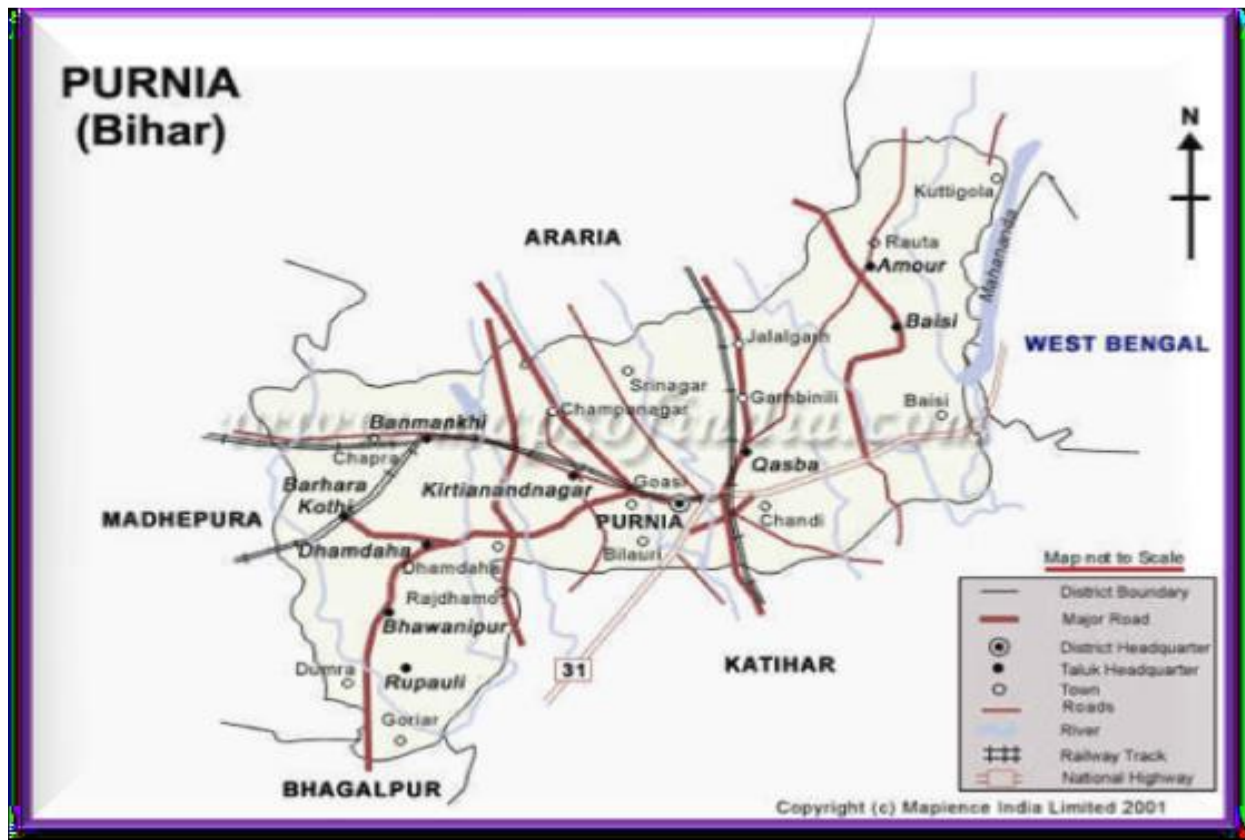 PURNIA
(Bihar)
N
ARARIA
Kuttigola
Rauta
Amour
Mahananda
Baisi
WEST BENGAL
Jalalgarh
Srinagar
Garhbinili
Baisi
Champanagar
www.mapsofindia.com
Banmankhi
Chapra
Qasba
Barhara
Kothi
Kirtianandnagar
Goasi
MADHEPURA
PURNIA
Chandi
Dhamdaha
Bilauri
Dhamdaha
Rajdhamo
Bhawanipur
Dumra
Rupauli
31
KATIHAR
Goriar
BHAGALPUR
Map not to Scale
District Boundary
Major Road
District Headquarter
Taluk Headquarter
Town
Roads
River
Railway Track
National Highway
Copyright (c) Mapience India Limited 2001